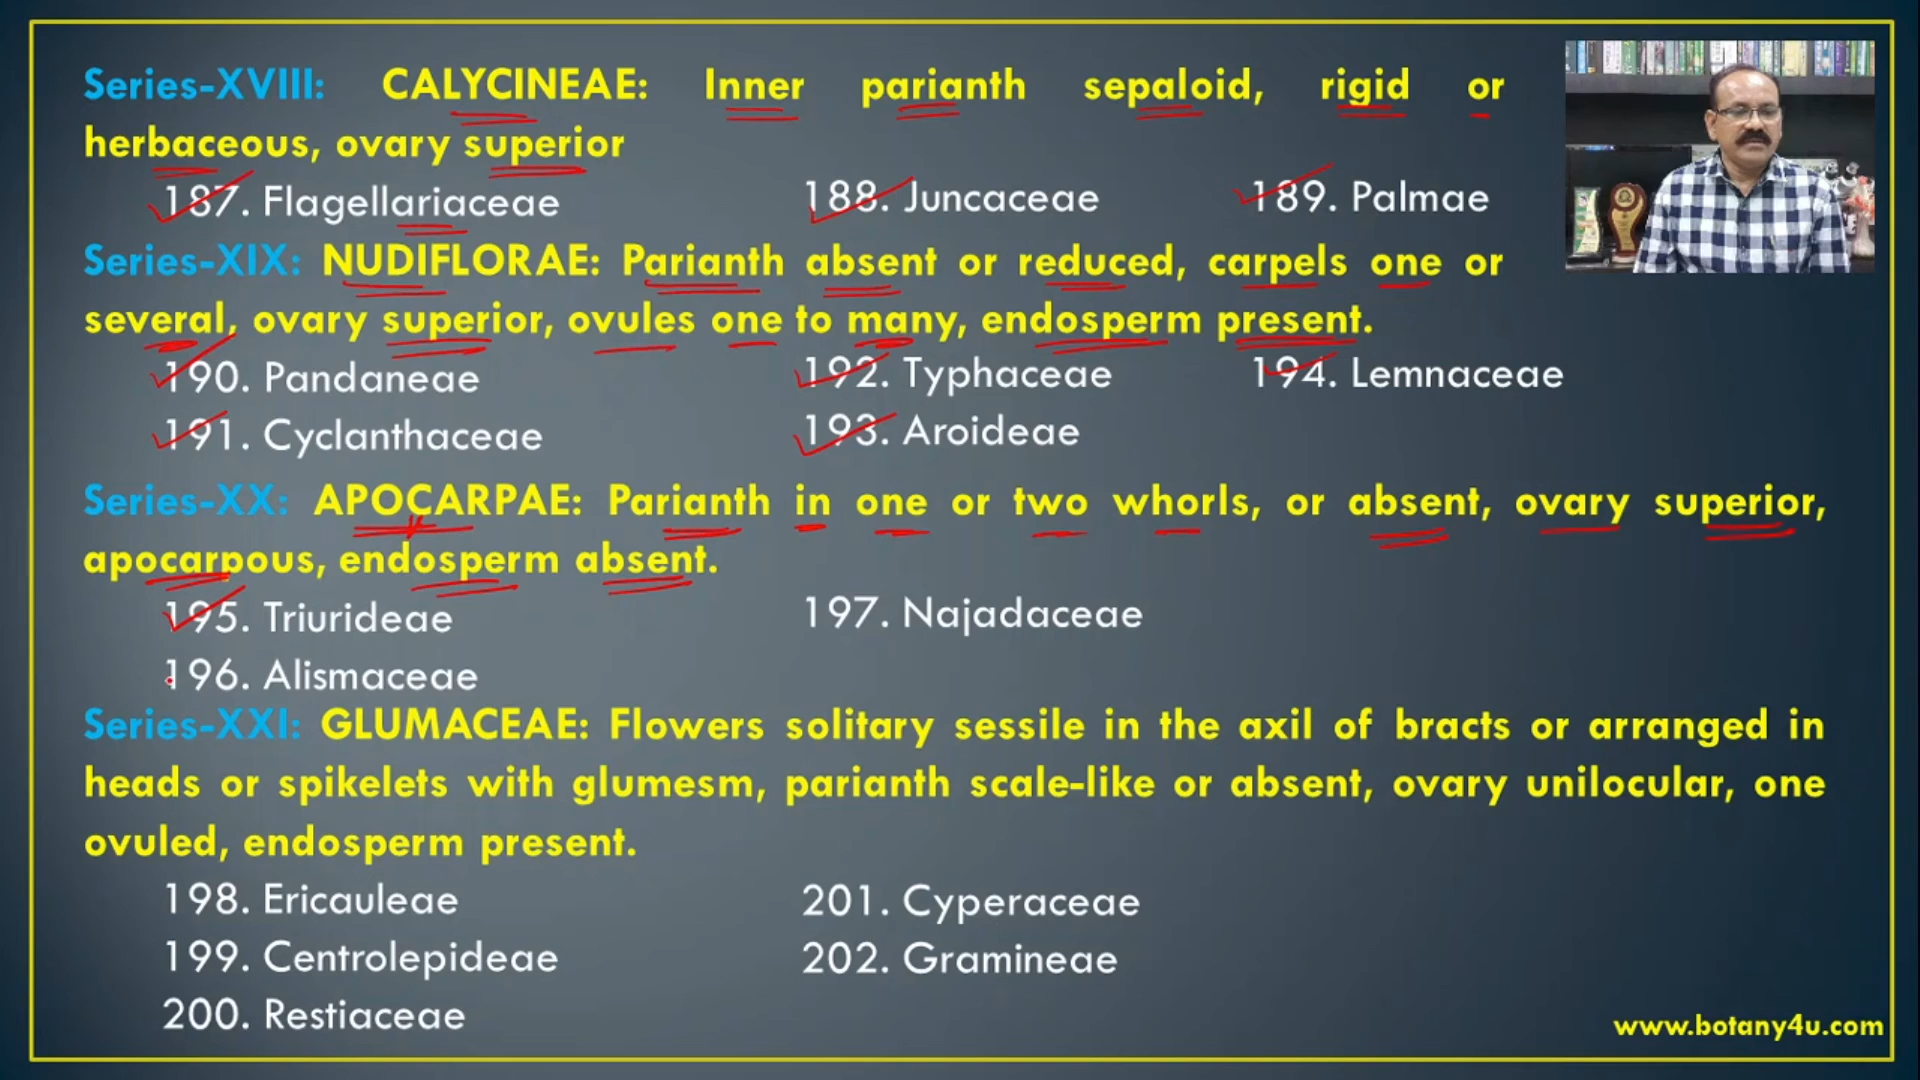 Series-XVIII: CALYCINEAE: Inner parianth sepaloid, rigid or
herbaceous, ovary superior
187. Flagellariaceae 188. Juncaceae 189. Palmae
Series-XIX: NUDIFLORAE: Parianth absent or reduced, carpels one or
several, ovary superior, ovules one to many, endosperm present.
190. Pandaneae 192. Typhaceae 194. Lemnaceae
191. Cyclanthaceae 193. Aroideae
Series-XX: APOCARPAE: Parianth in one or two whorls, or absent, ovary superior,
apocarpous, endosperm absent.
195. Triurideae 197. Najadaceae
196. Alismaceae
Series-XXI: GLUMACEAE: Flowers solitary sessile in the axil of bracts or arranged in
heads or spikelets with glumesm, parianth scale-like or absent, ovary unilocular, one
ovuled, endosperm present.
198. Ericauleae 201. Cyperaceae
199. Centrolepideae 202. Gramineae
200. Restiaceae
www.botany4u.com